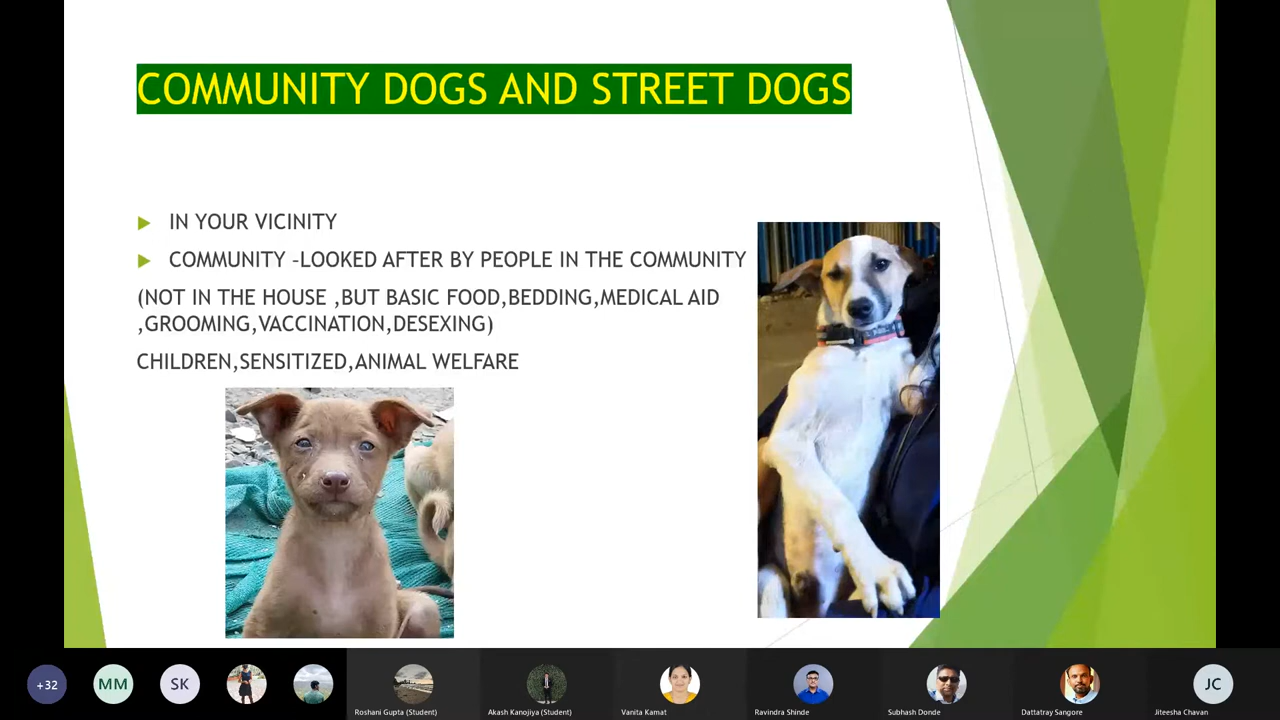 COMMUNITY DOGS AND STREET DOGS
IN YOUR VICINITY
COMMUNITY -LOOKED AFTER BY PEOPLE IN THE COMMUNITY
(NOT IN THE HOUSE ,BUT BASIC FOOD,BEDDING,MEDICAL AID
,GROOMING,VACCINATION,DESEXING)
CHILDREN,SENSITIZED,ANIMAL WELFARE
+32
MM
SK
JC
Roshani Gupta (Student)
Akash Kanojiya (Student)
Vanita Kamat
Ravindra Shinde
Subhash Donde
Dattatray Sangore
Jiteesha Chavan